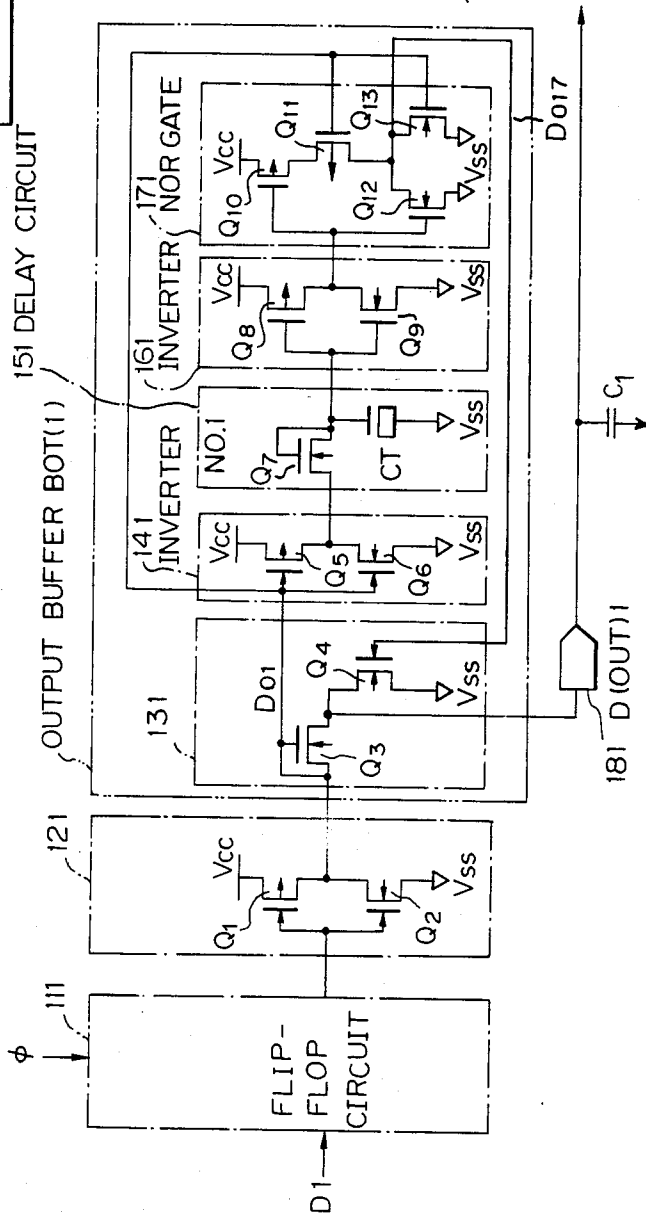 OUTPUT BUFFER BOT(1)
151 DELAY CIRCUIT
111
φ
FLIP-
FLOP
CIRCUIT
D1
121
VCC
Q1
Q2
VSS
131
D01
Q3
Q4
VSS
141
INVERTER
VCC
Q5
Q6
VSS
NO.1
Q7
CT
VSS
161
INVERTER
VCC
Q8
Q9
VSS
171
NOR GATE
VCC
Q10
Q11
Q12
Q13
VSS
D017
181 D(OUT)1
C1